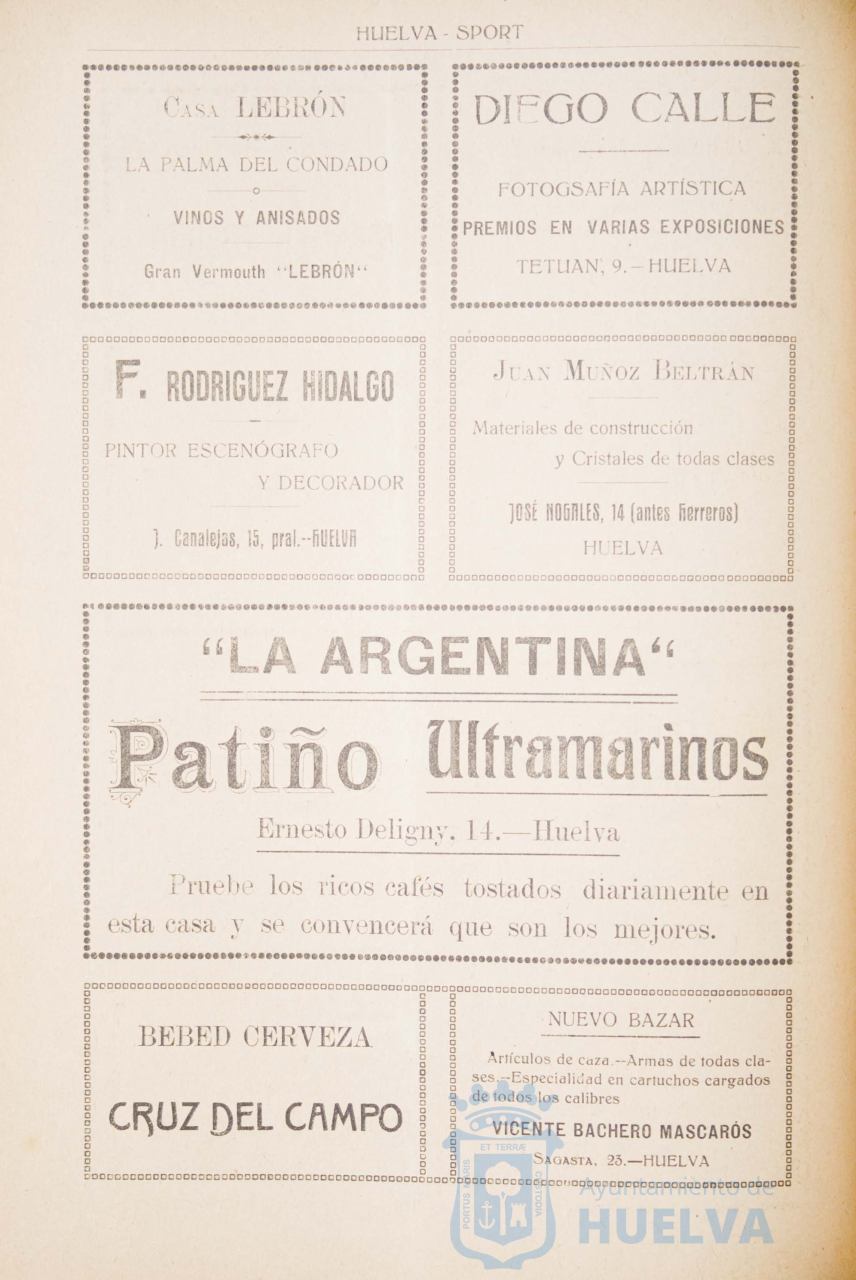 HUELVA - SPORT
CASA LEBRÓN
LA PALMA DEL CONDADO
VINOS Y ANISADOS
Gran Vermouth "LEBRÓN"
DIEGO CALLE
FOTOGSAFÍA ARTÍSTICA
PREMIOS EN VARIAS EXPOSICIONES
TETUAN, 9.—HUELVA
F. RODRIGUEZ HIDALGO
PINTOR ESCENÓGRAFO
Y DECORADOR
J. Canalejas, 15, pral.--HUELVA
JUAN MUÑOZ BELTRÁN
Materiales de construcción
y Cristales de todas clases
JOSÉ NOGALES, 14 (antes Herreros)
HUELVA
"LA ARGENTINA"
Patiño Ultramarinos
Ernesto Deligny, 14.—Huelva
Pruebe los ricos cafés tostados diariamente en
esta casa y se convencerá que son los mejores.
BEBED CERVEZA
CRUZ DEL CAMPO
NUEVO BAZAR
Artículos de caza.--Armas de todas cla-
ses.--Especialidad en cartuchos cargados
de todos los calibres
VICENTE BACHERO MASCARÓS
SAGASTA, 23.—HUELVA
PORTUS MARIS
ET TERRÆ
CUSTODIA
Ayuntamiento de
HUELVA